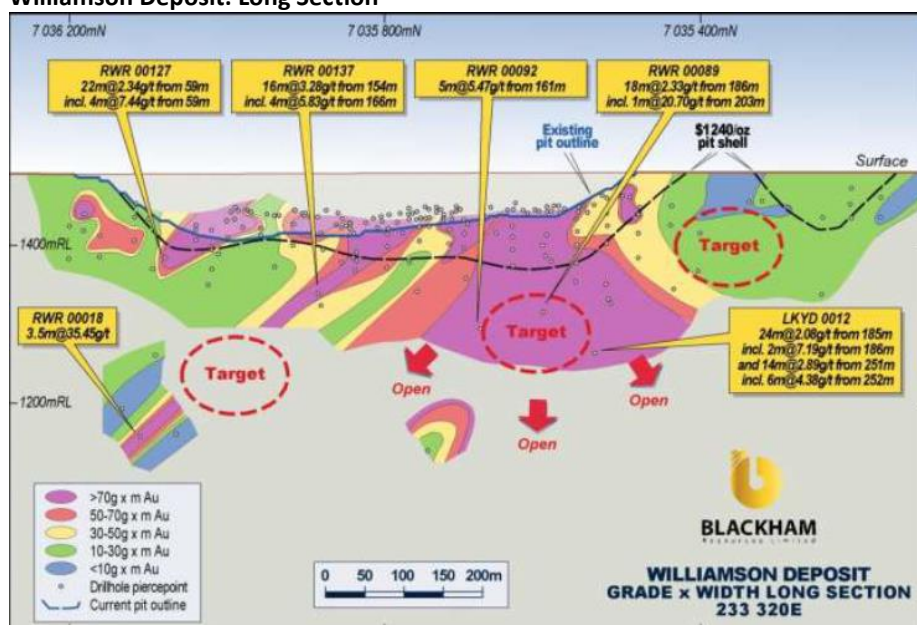 Williamson Deposit: Long Section
7 036 200mN
7 035 800mN
7 035 400mN
RWR 00127
22m@2.34g/t from 59m
incl. 4m@7.44g/t from 59m
RWR 00137
16m@3.28g/t from 154m
incl. 4m@5.83g/t from 166m
RWR 00092
5m@5.47g/t from 161m
RWR 00089
18m@2.33g/t from 186m
incl. 1m@20.70g/t from 203m
Existing
pit outline
$1240/oz
pit shell
Surface
1400mRL
Target
RWR 00018
3.5m@35.45g/t
Target
Target
LKYD 0012
24m@2.08g/t from 185m
incl. 2m@7.19g/t from 186m
and 14m@2.89g/t from 251m
incl. 6m@4.38g/t from 252m
Open
Open
Open
1200mRL
>70g x m Au
50-70g x m Au
30-50g x m Au
10-30g x m Au
<10g x m Au
Drillhole piercepoint
Current pit outline
0 50 100 150 200m
BLACKHAM
Resources Limited
WILLIAMSON DEPOSIT
GRADE x WIDTH LONG SECTION
233 320E